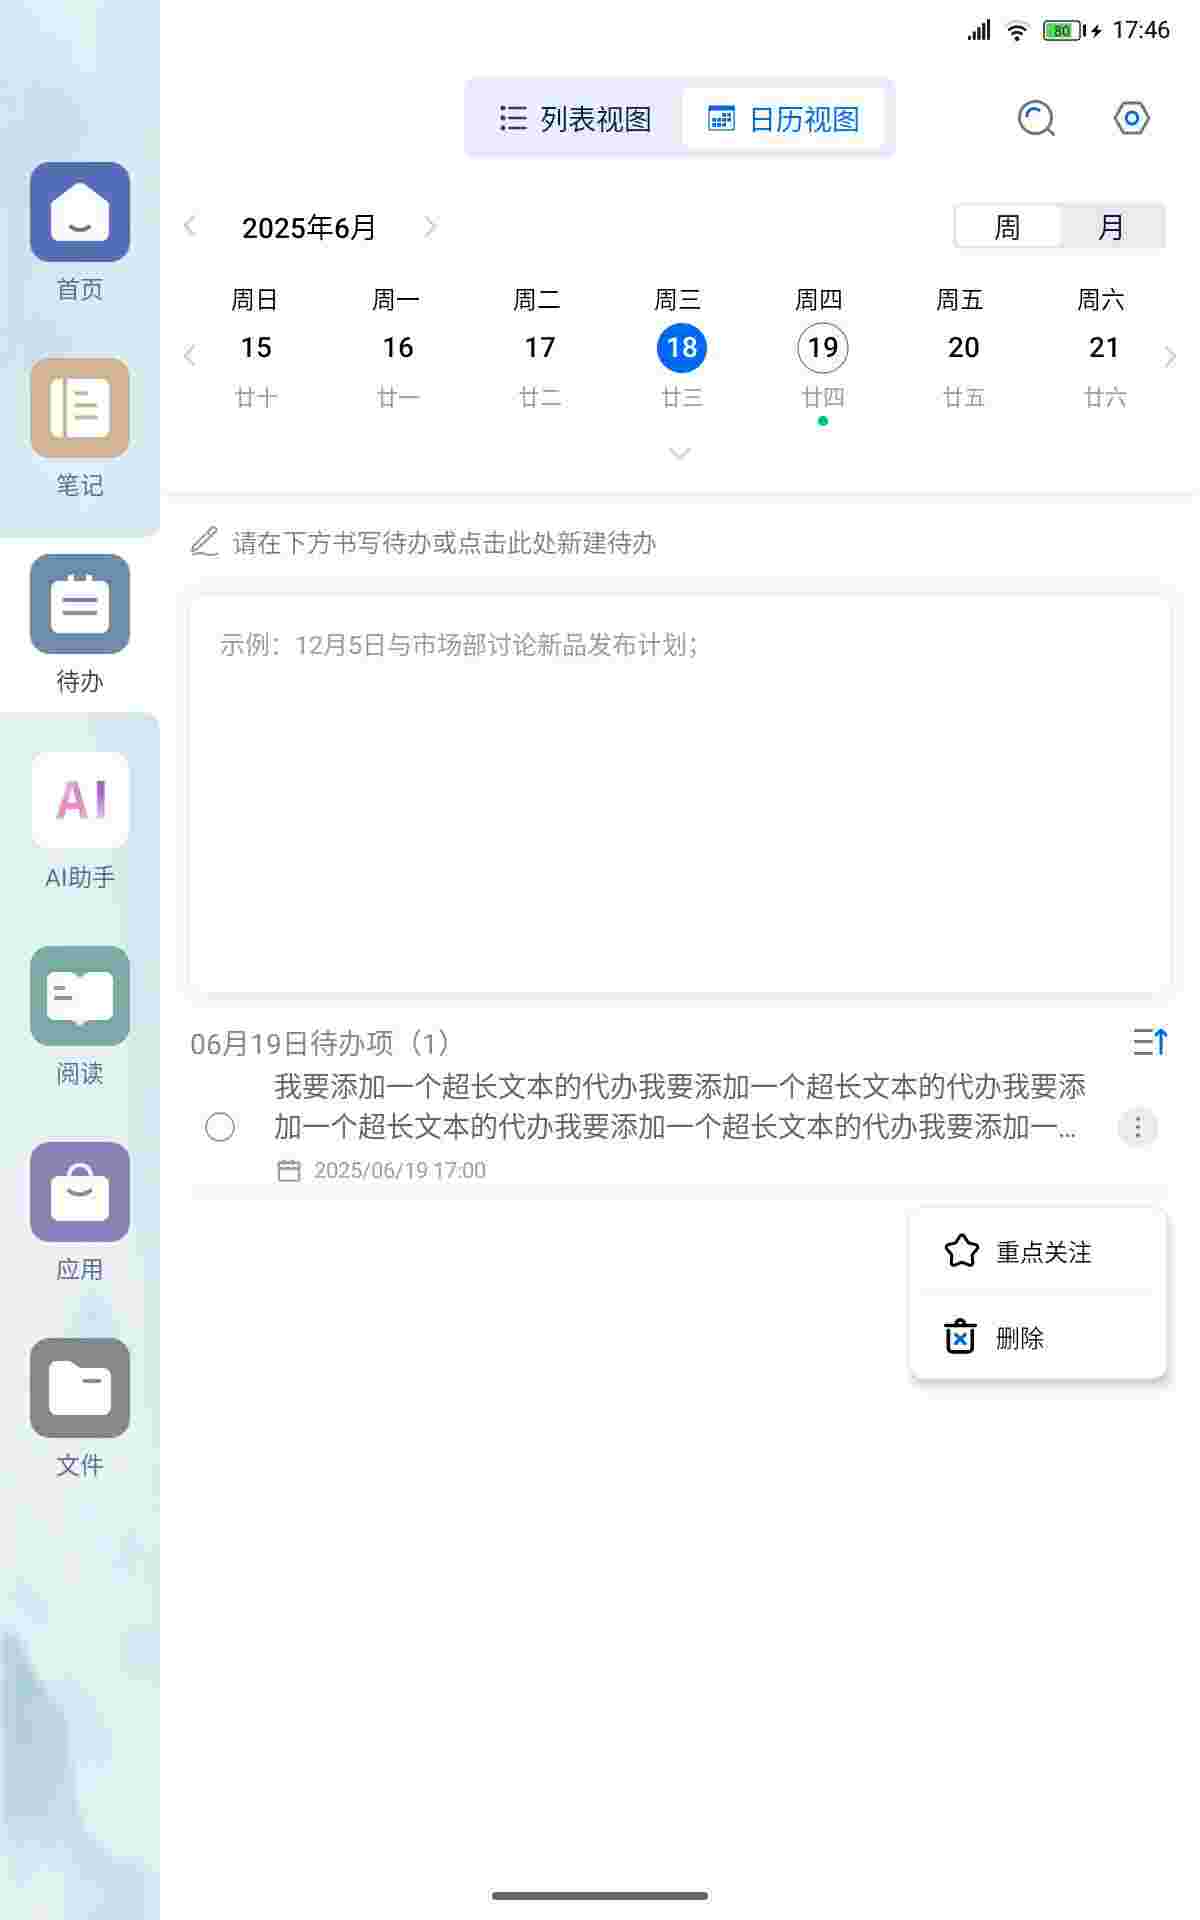 80 17:46
列表视图 日历视图
2025年6月 周 月
周日 周一 周二 周三 周四 周五 周六
15 16 17 18 19 20 21
廿十 廿一 廿二 廿三 廿四 廿五 廿六
请在下方书写待办或点击此处新建待办
示例：12月5日与市场部讨论新品发布计划；
06月19日待办项（1）
我要添加一个超长文本的代办我要添加一个超长文本的代办我要添
加一个超长文本的代办我要添加一个超长文本的代办我要添加一...
2025/06/19 17:00
重点关注
删除
首页
笔记
待办
AI
AI助手
阅读
应用
文件